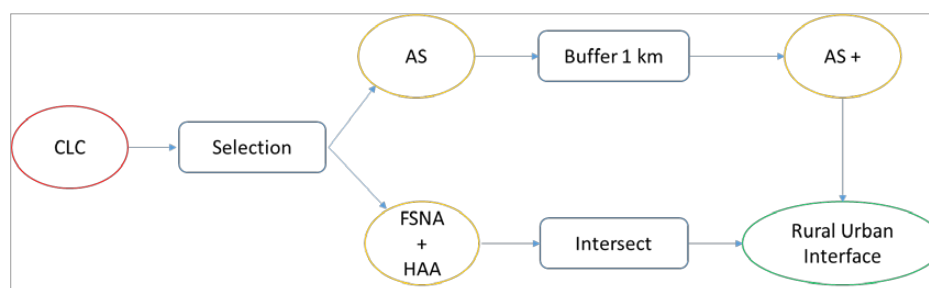 AS
Buffer 1 km
AS +
CLC
Selection
FSNA
+
HAA
Intersect
Rural Urban
Interface